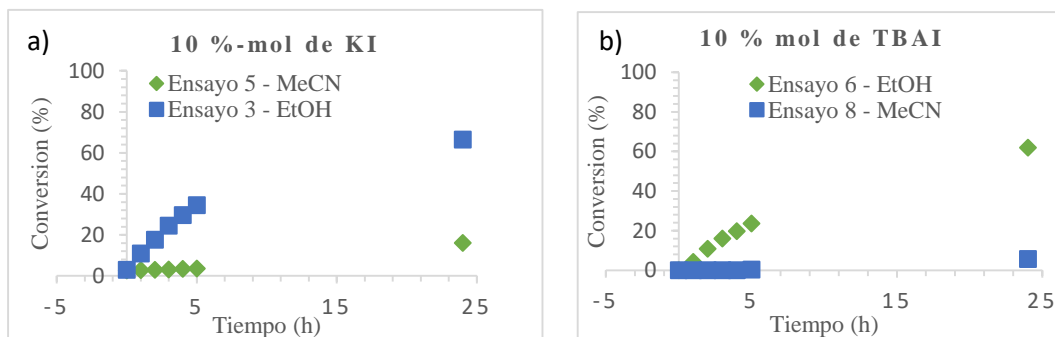 a)
10 %-mol de KI
Conversion (%)
100
80
60
40
20
0
Ensayo 5 - MeCN
Ensayo 3 - EtOH
-5
5
15
25
Tiempo (h)
b)
10 % mol de TBAI
Conversion (%)
100
80
60
40
20
0
Ensayo 6 - EtOH
Ensayo 8 - MeCN
-5
5
15
25
Tiempo (h)